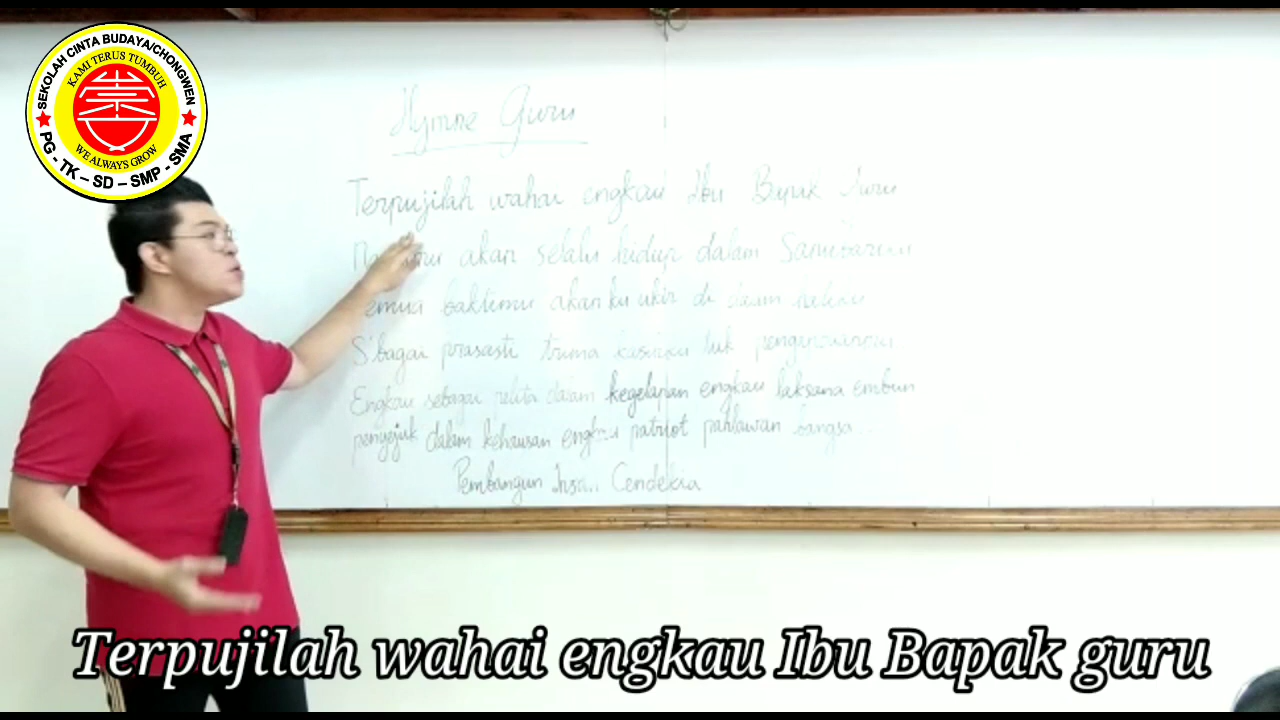 SEKOLAH CINTA BUDAYA/CHONGWEN
KAMI TERUS TUMBUH
崇
WE ALWAYS GROW
PG - TK – SD – SMP - SMA
Hymne Guru
Terpujilah wahai engkau Ibu Bapak Guru
akan selalu hidup dalam Sanubariku
emua baktimu akan ku ukir di dalam hatiku
S'bagai prasasti trima kasihku tuk pengabdianmu
Engkau sebagai pelita dalam kegelapan engkau laksana embun
penyejuk dalam kehausan engkau patriot pahlawan bangsa
Pembangun Insan Cendekia
Terpujilah wahai engkau Ibu Bapak guru